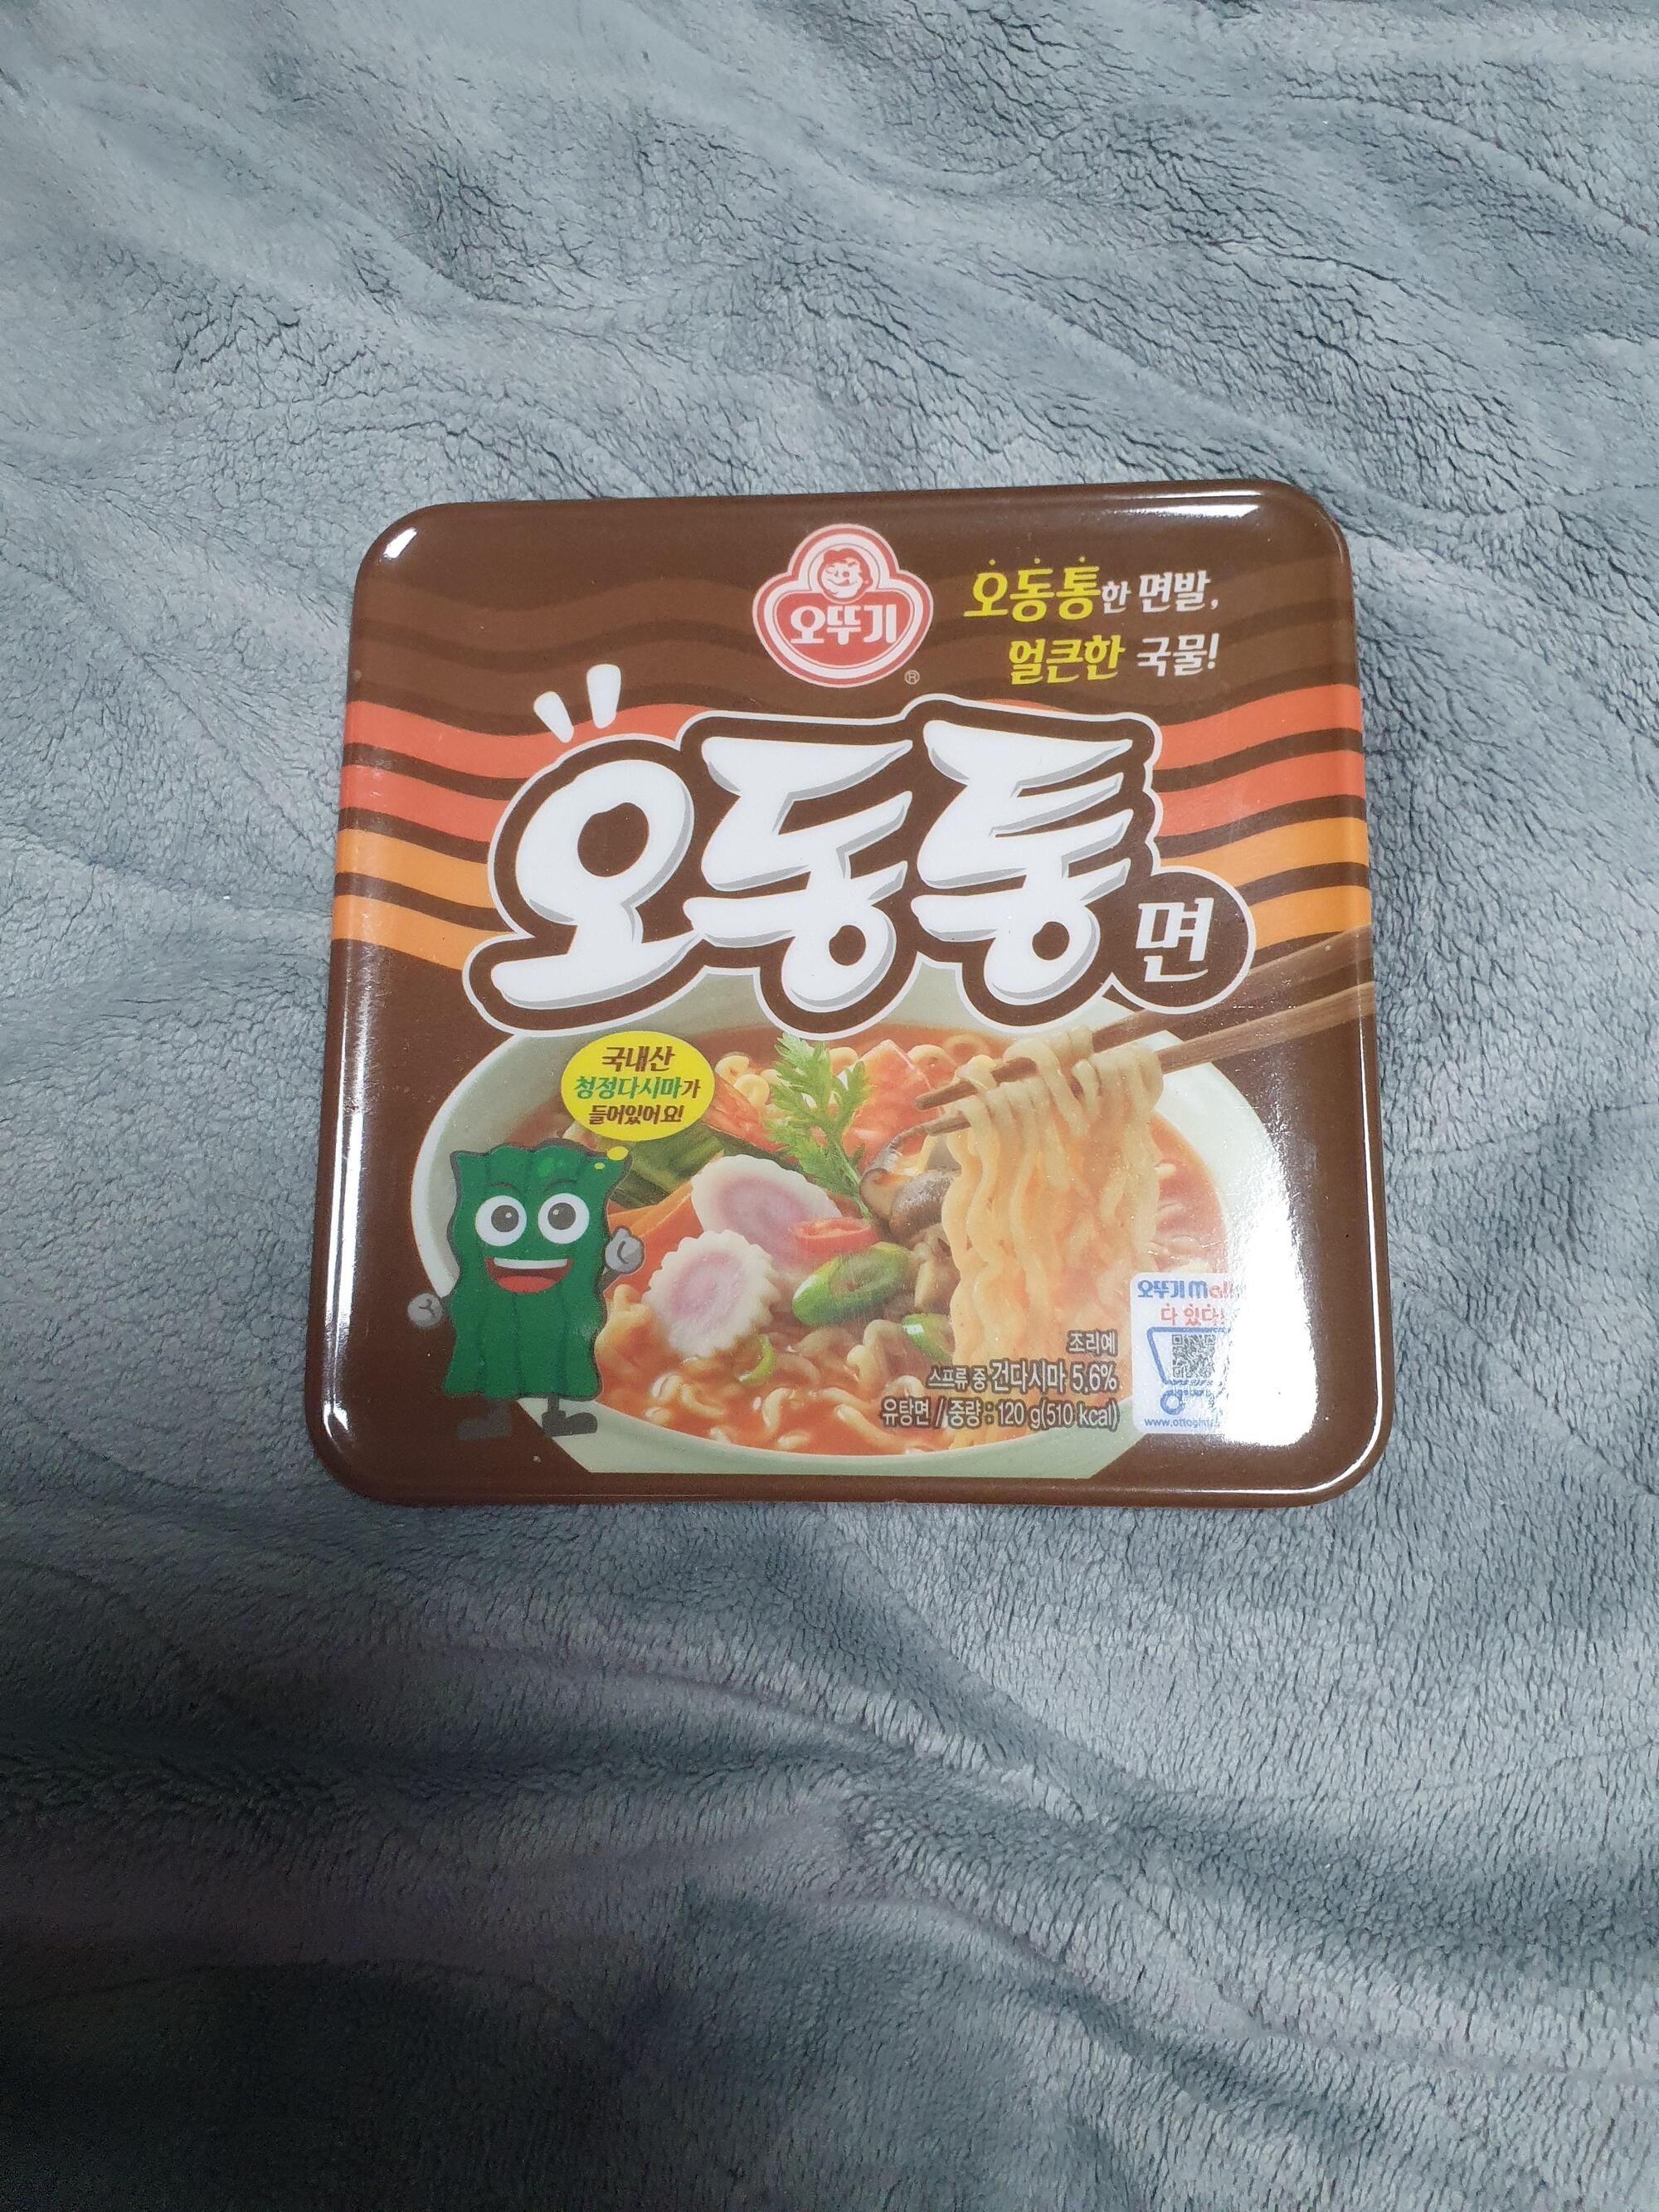 오뚜기
®
오동통한 면발,
얼큰한 국물!
오동통
면
국내산
청정다시마가
들어있어요!
조리예
스프류 중 건다시마 5.6%
유탕면 / 중량 : 120 g(510 kcal)
오뚜기 Mall
다 있다!